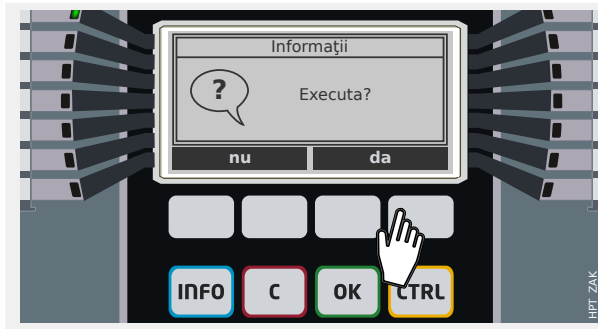 Informaţii
?
Executa?
nu da
INFO C OK CTRL
HPT ZAK